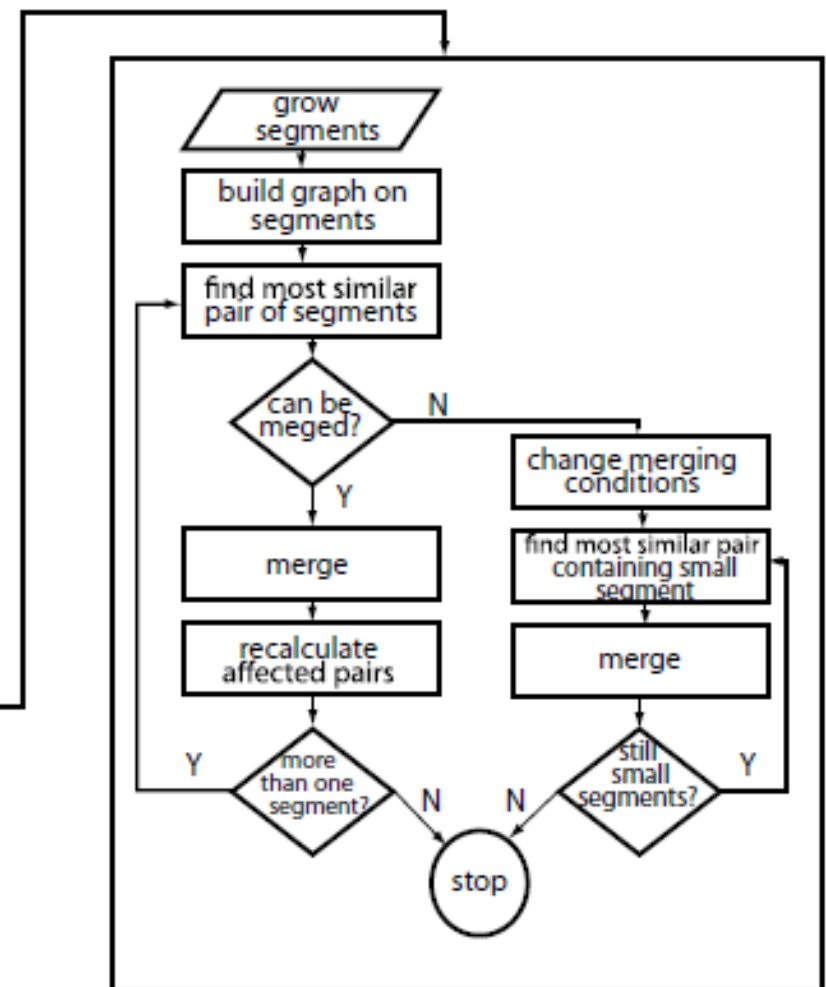 grow
segments
build graph on
segments
find most similar
pair of segments
can be
meged?
N
Y
merge
recalculate
affected pairs
more
than one
segment?
Y
N
change merging
conditions
find most similar pair
containing small
segment
merge
still
small
segments?
Y
N
stop